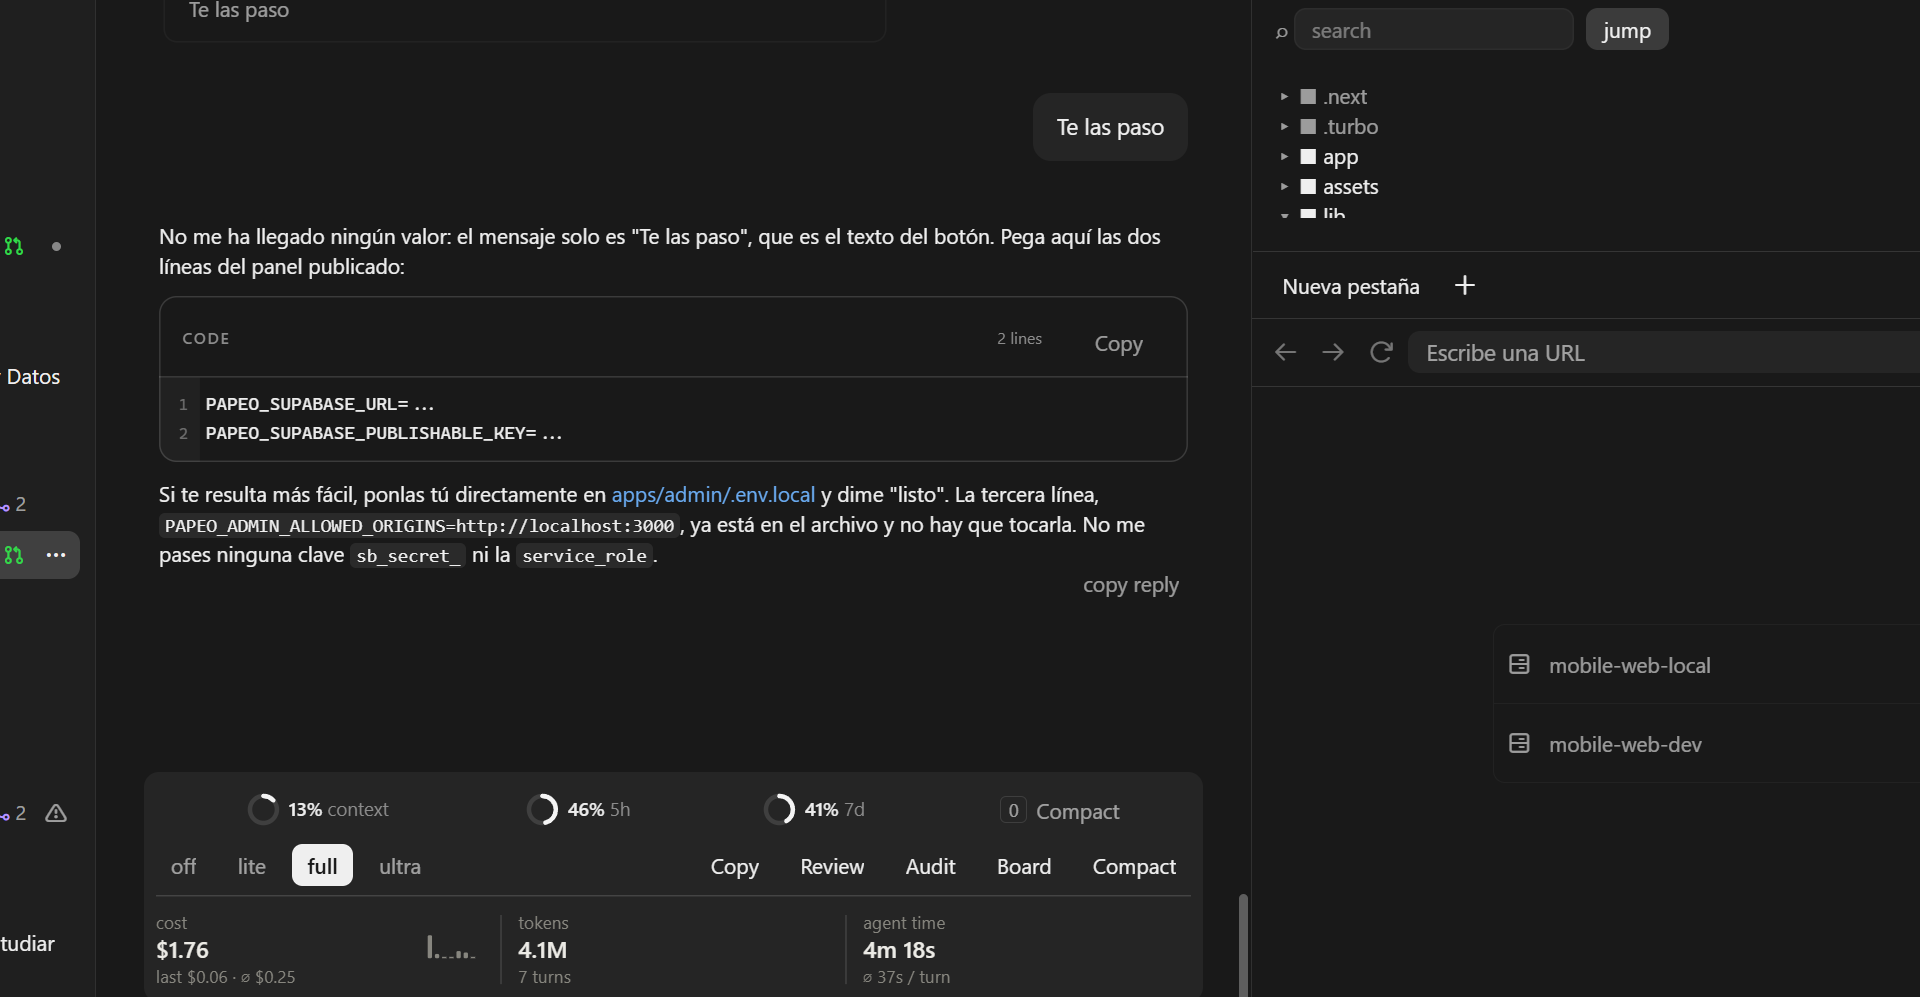 Te las paso
Te las paso
No me ha llegado ningún valor: el mensaje solo es "Te las paso", que es el texto del botón. Pega aquí las dos
líneas del panel publicado:
CODE
2 lines
Copy
1 PAPEO_SUPABASE_URL=...
2 PAPEO_SUPABASE_PUBLISHABLE_KEY=...
Si te resulta más fácil, ponlas tú directamente en apps/admin/.env.local y dime "listo". La tercera línea,
PAPEO_ADMIN_ALLOWED_ORIGINS=http://localhost:3000, ya está en el archivo y no hay que tocarla. No me
pases ninguna clave sb_secret_ ni la service_role.
copy reply
13% context
46% 5h
41% 7d
0 Compact
off lite full ultra
Copy Review Audit Board Compact
cost
$1.76
last $0.06 · ⌀ $0.25
tokens
4.1M
7 turns
agent time
4m 18s
⌀ 37s / turn
Datos
2
2
tudiar
search
jump
.next
.turbo
app
assets
lib
Nueva pestaña
Escribe una URL
mobile-web-local
mobile-web-dev